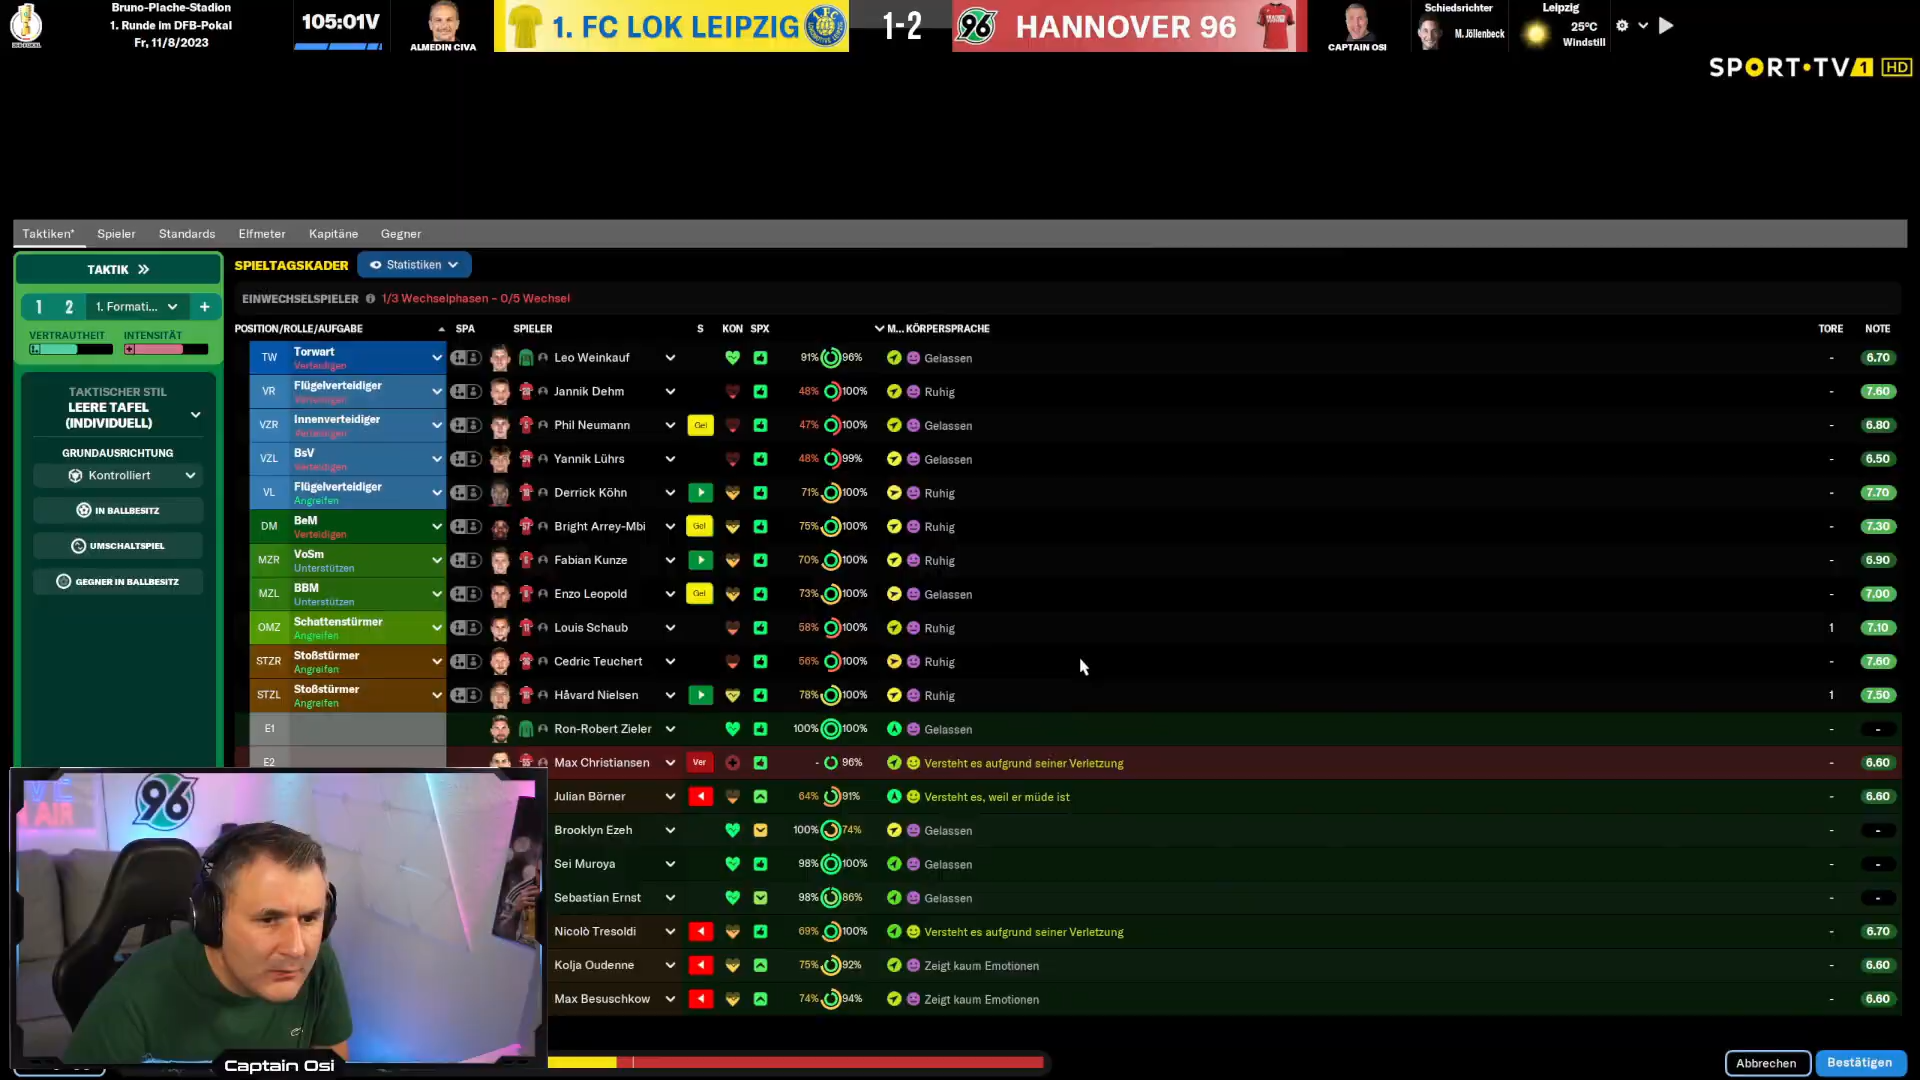 Bruno-Plache-Stadion
1. Runde im DFB-Pokal
Fr, 11/8/2023
105:01V
ALMEDIN CIVA
1. FC LOK LEIPZIG
1-2
96 HANNOVER 96
CAPTAIN OSI
Schiedsrichter
M. Jöllenbeck
Leipzig
25°C
Windstill
SPORT•TV 1 HD
Taktiken* Spieler Standards Elfmeter Kapitäne Gegner
TAKTIK
1 2 1. Formati... +
VERTRAUTHEIT INTENSITÄT
TAKTISCHER STIL
LEERE TAFEL
(INDIVIDUELL)
GRUNDAUSRICHTUNG
Kontrolliert
IN BALLBESITZ
UMSCHALTSPIEL
GEGNER IN BALLBESITZ
SPIELTAGSKADER Statistiken
EINWECHSELSPIELER 1/3 Wechselphasen - 0/5 Wechsel
POSITION/ROLLE/AUFGABE SPA SPIELER S KON SPX M... KÖRPERSPRACHE TORE NOTE
TW Torwart Verteidigen Leo Weinkauf 91% 96% Gelassen - 6.70
VR Flügelverteidiger Verteidigen Jannik Dehm 48% 100% Ruhig - 7.60
VZR Innenverteidiger Verteidigen Phil Neumann Gel 47% 100% Gelassen - 6.80
VZL BsV Verteidigen Yannik Lührs 48% 99% Gelassen - 6.50
VL Flügelverteidiger Angreifen Derrick Köhn 71% 100% Ruhig - 7.70
DM BeM Verteidigen Bright Arrey-Mbi Gel 75% 100% Ruhig - 7.30
MZR VoSm Unterstützen Fabian Kunze 70% 100% Ruhig - 6.90
MZL BBM Unterstützen Enzo Leopold Gel 73% 100% Gelassen - 7.00
OMZ Schattenstürmer Angreifen Louis Schaub 58% 100% Ruhig 1 7.10
STZR Stoßstürmer Angreifen Cedric Teuchert 56% 100% Ruhig - 7.60
STZL Stoßstürmer Angreifen Håvard Nielsen 78% 100% Ruhig 1 7.50
E1 Ron-Robert Zieler 100% 100% Gelassen - -
E2 Max Christiansen Ver - 96% Versteht es aufgrund seiner Verletzung - 6.60
Julian Börner 64% 91% Versteht es, weil er müde ist - 6.60
Brooklyn Ezeh 100% 74% Gelassen - -
Sei Muroya 98% 100% Gelassen - -
Sebastian Ernst 98% 86% Gelassen - -
Nicolò Tresoldi 69% 100% Versteht es aufgrund seiner Verletzung - 6.70
Kolja Oudenne 75% 92% Zeigt kaum Emotionen - 6.60
Max Besuschkow 74% 94% Zeigt kaum Emotionen - 6.60
96
AIR
Captain Osi
Abbrechen Bestätigen